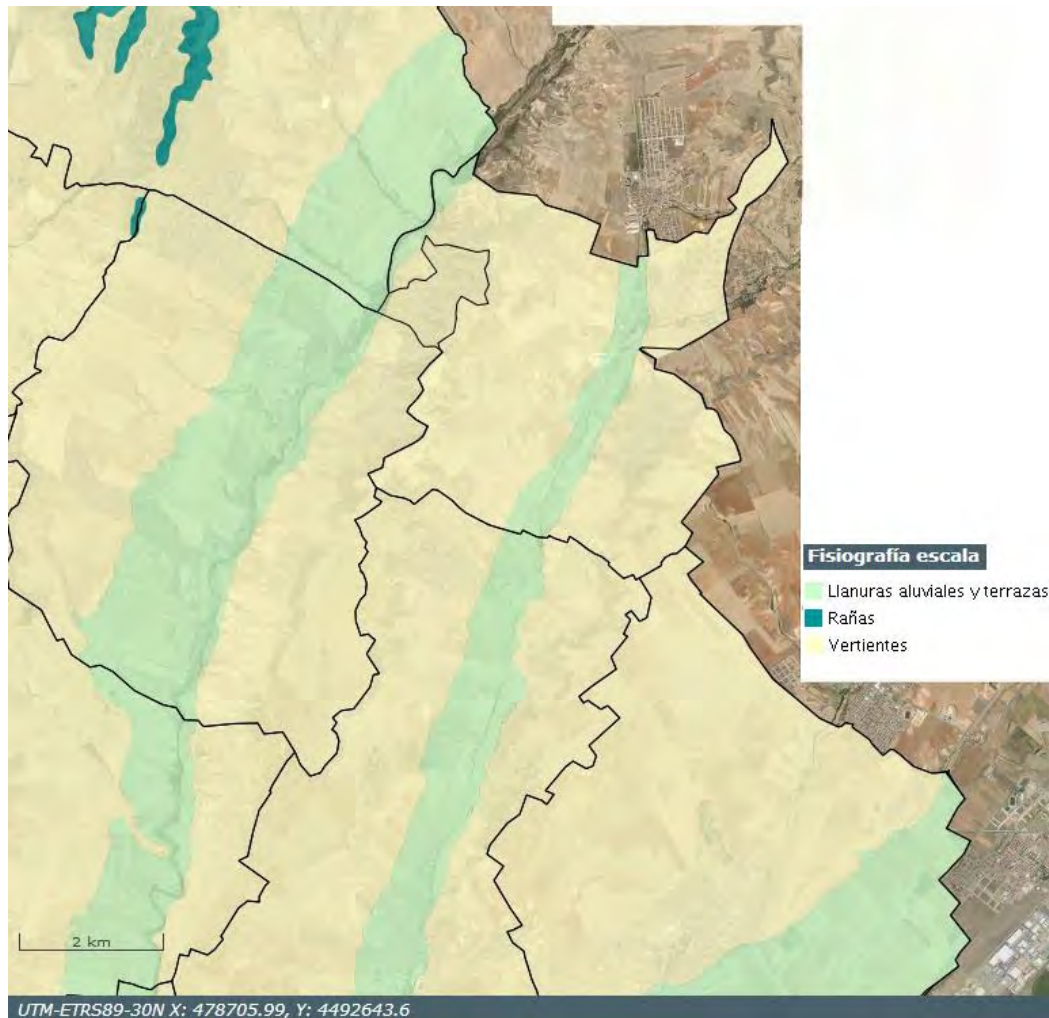 Fisiografía escala
Llanuras aluviales y terrazas
Rañas
Vertientes
2 km
UTM-ETRS89-30N X: 478705.99, Y: 4492643.6